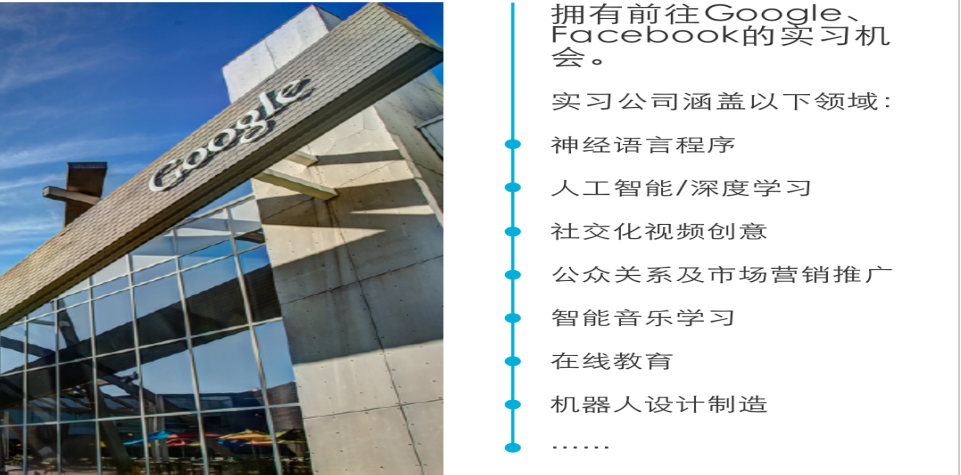 Google
拥有前往Google、
Facebook的实习机
会。
实习公司涵盖以下领域:
神经语言程序
人工智能/深度学习
社交化视频创意
公众关系及市场营销推广
智能音乐学习
在线教育
机器人设计制造
......